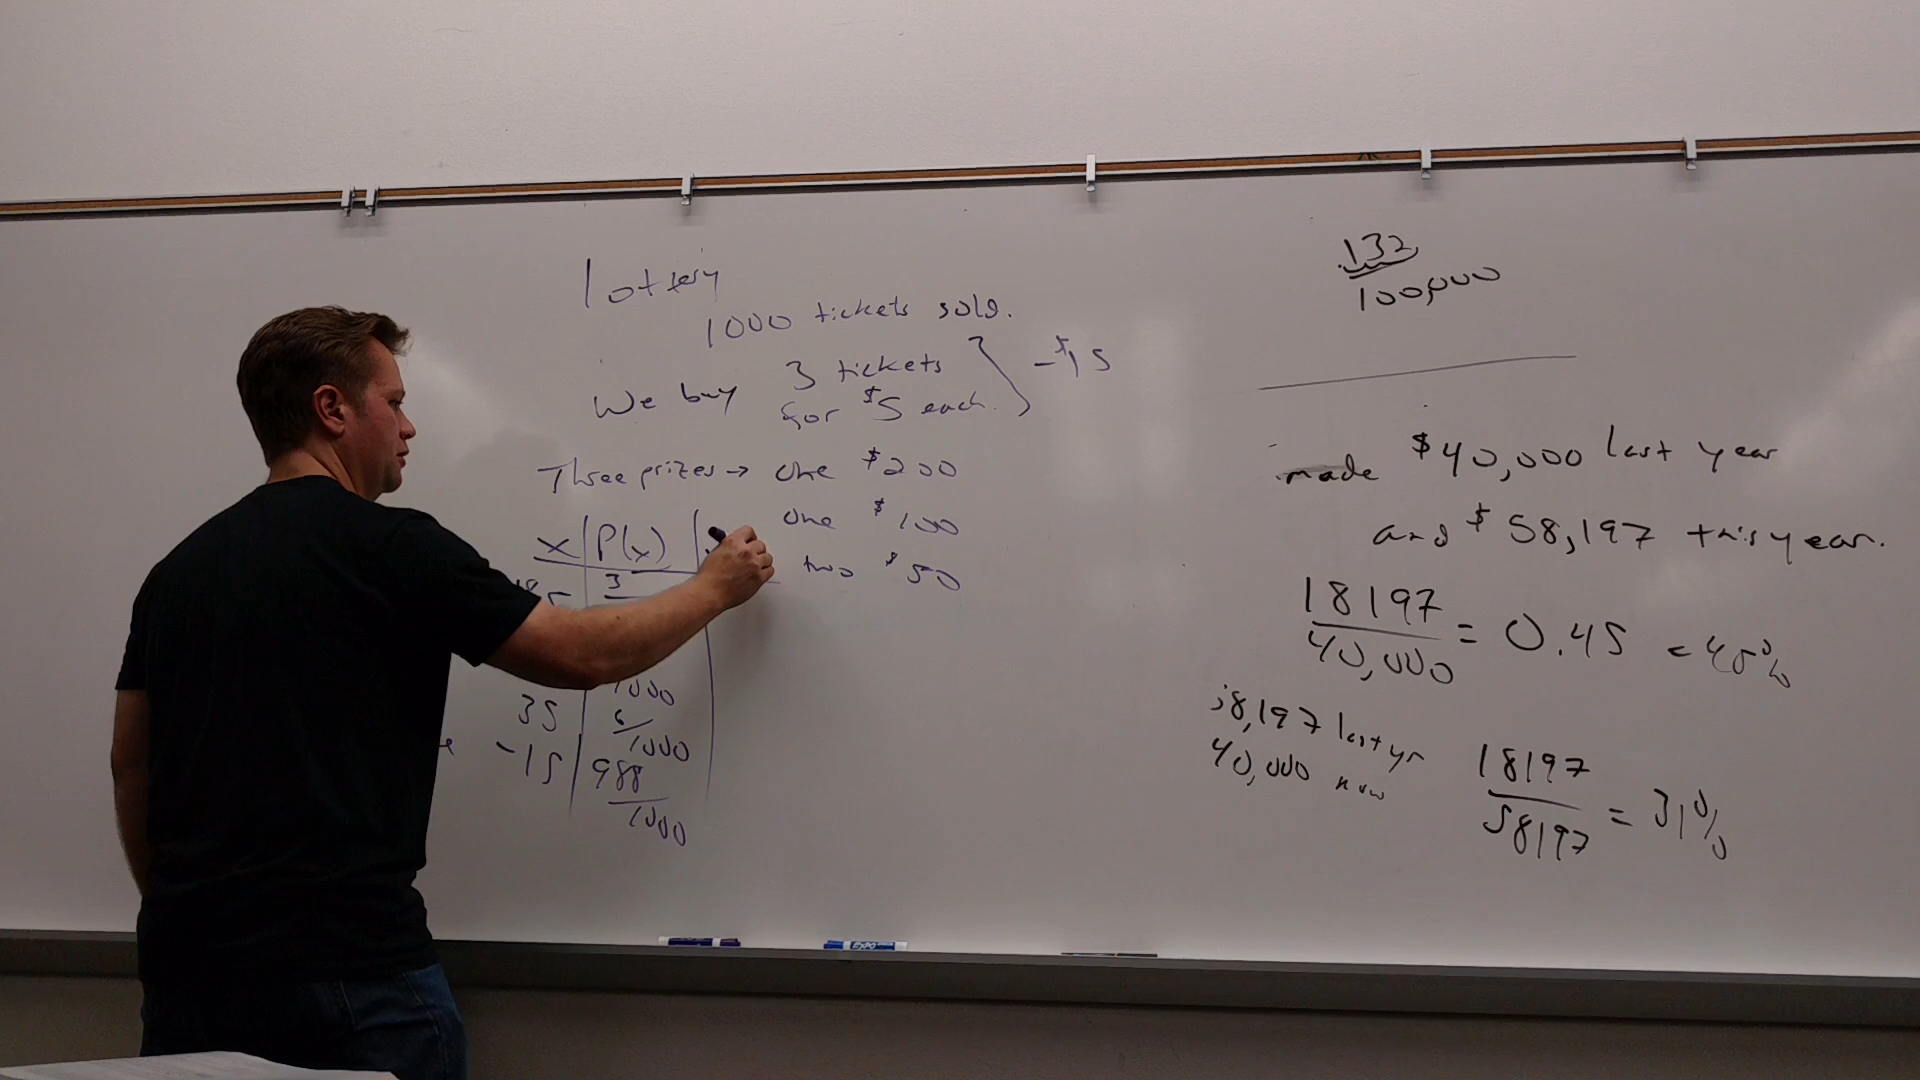 lottery
1000 tickets sold.
We buy 3 tickets
for $5 each. } -$15
Three prizes → one $200
one $100
two $50
x | P(x)
3
1000
35 | 6/1000
-15 | 988/1000
132
100,000
made $40,000 last year
and $58,197 this year.
18197/40,000 = 0.45 = 45%
18,197 last yr
40,000 now
18197/58197 = 31%
EXPO